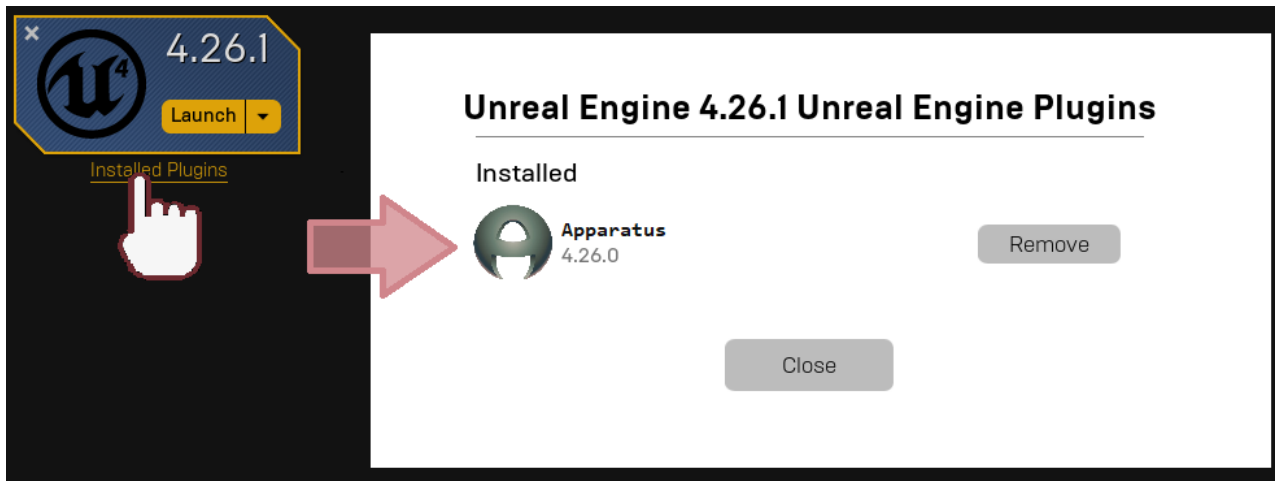 4.26.1
Launch
Installed Plugins
Unreal Engine 4.26.1 Unreal Engine Plugins
Installed
Apparatus
4.26.0
Remove
Close